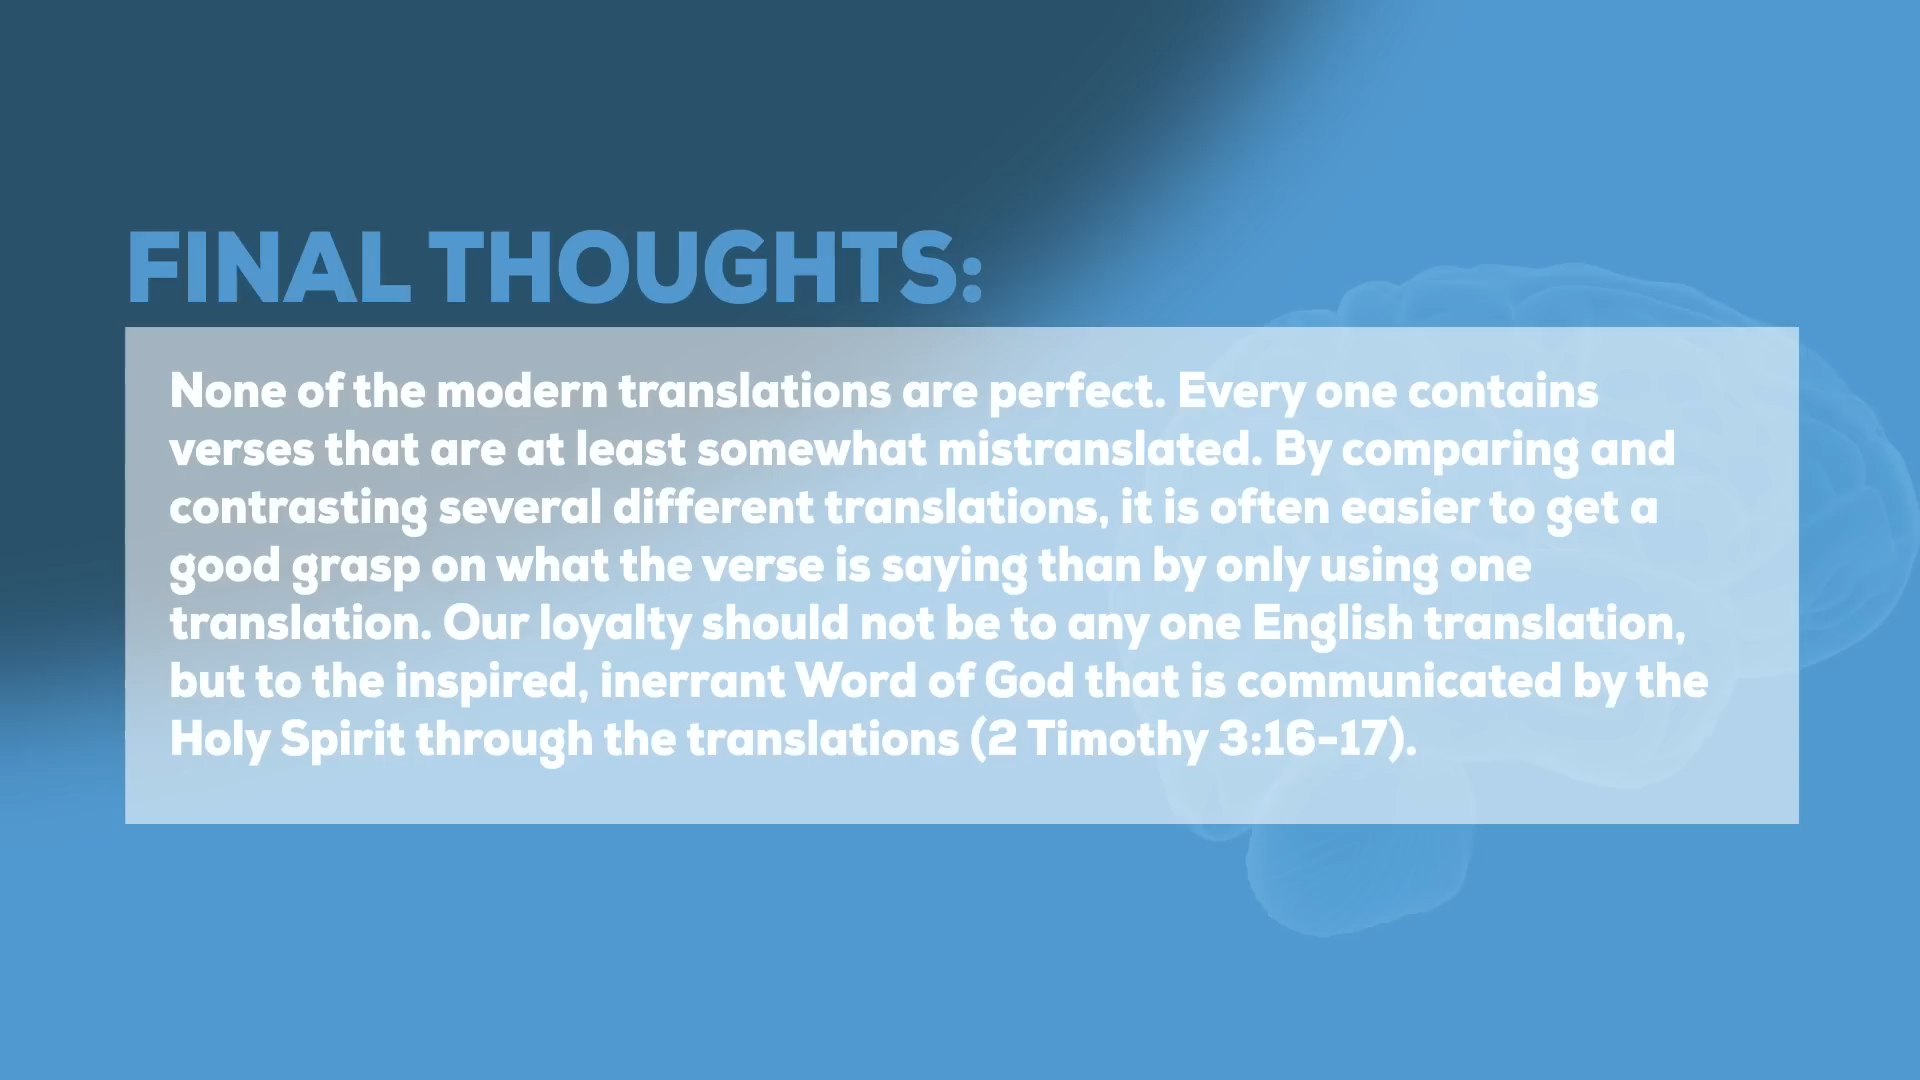 FINAL THOUGHTS:
None of the modern translations are perfect. Every one contains
verses that are at least somewhat mistranslated. By comparing and
contrasting several different translations, it is often easier to get a
good grasp on what the verse is saying than by only using one
translation. Our loyalty should not be to any one English translation,
but to the inspired, inerrant Word of God that is communicated by the
Holy Spirit through the translations (2 Timothy 3:16-17).